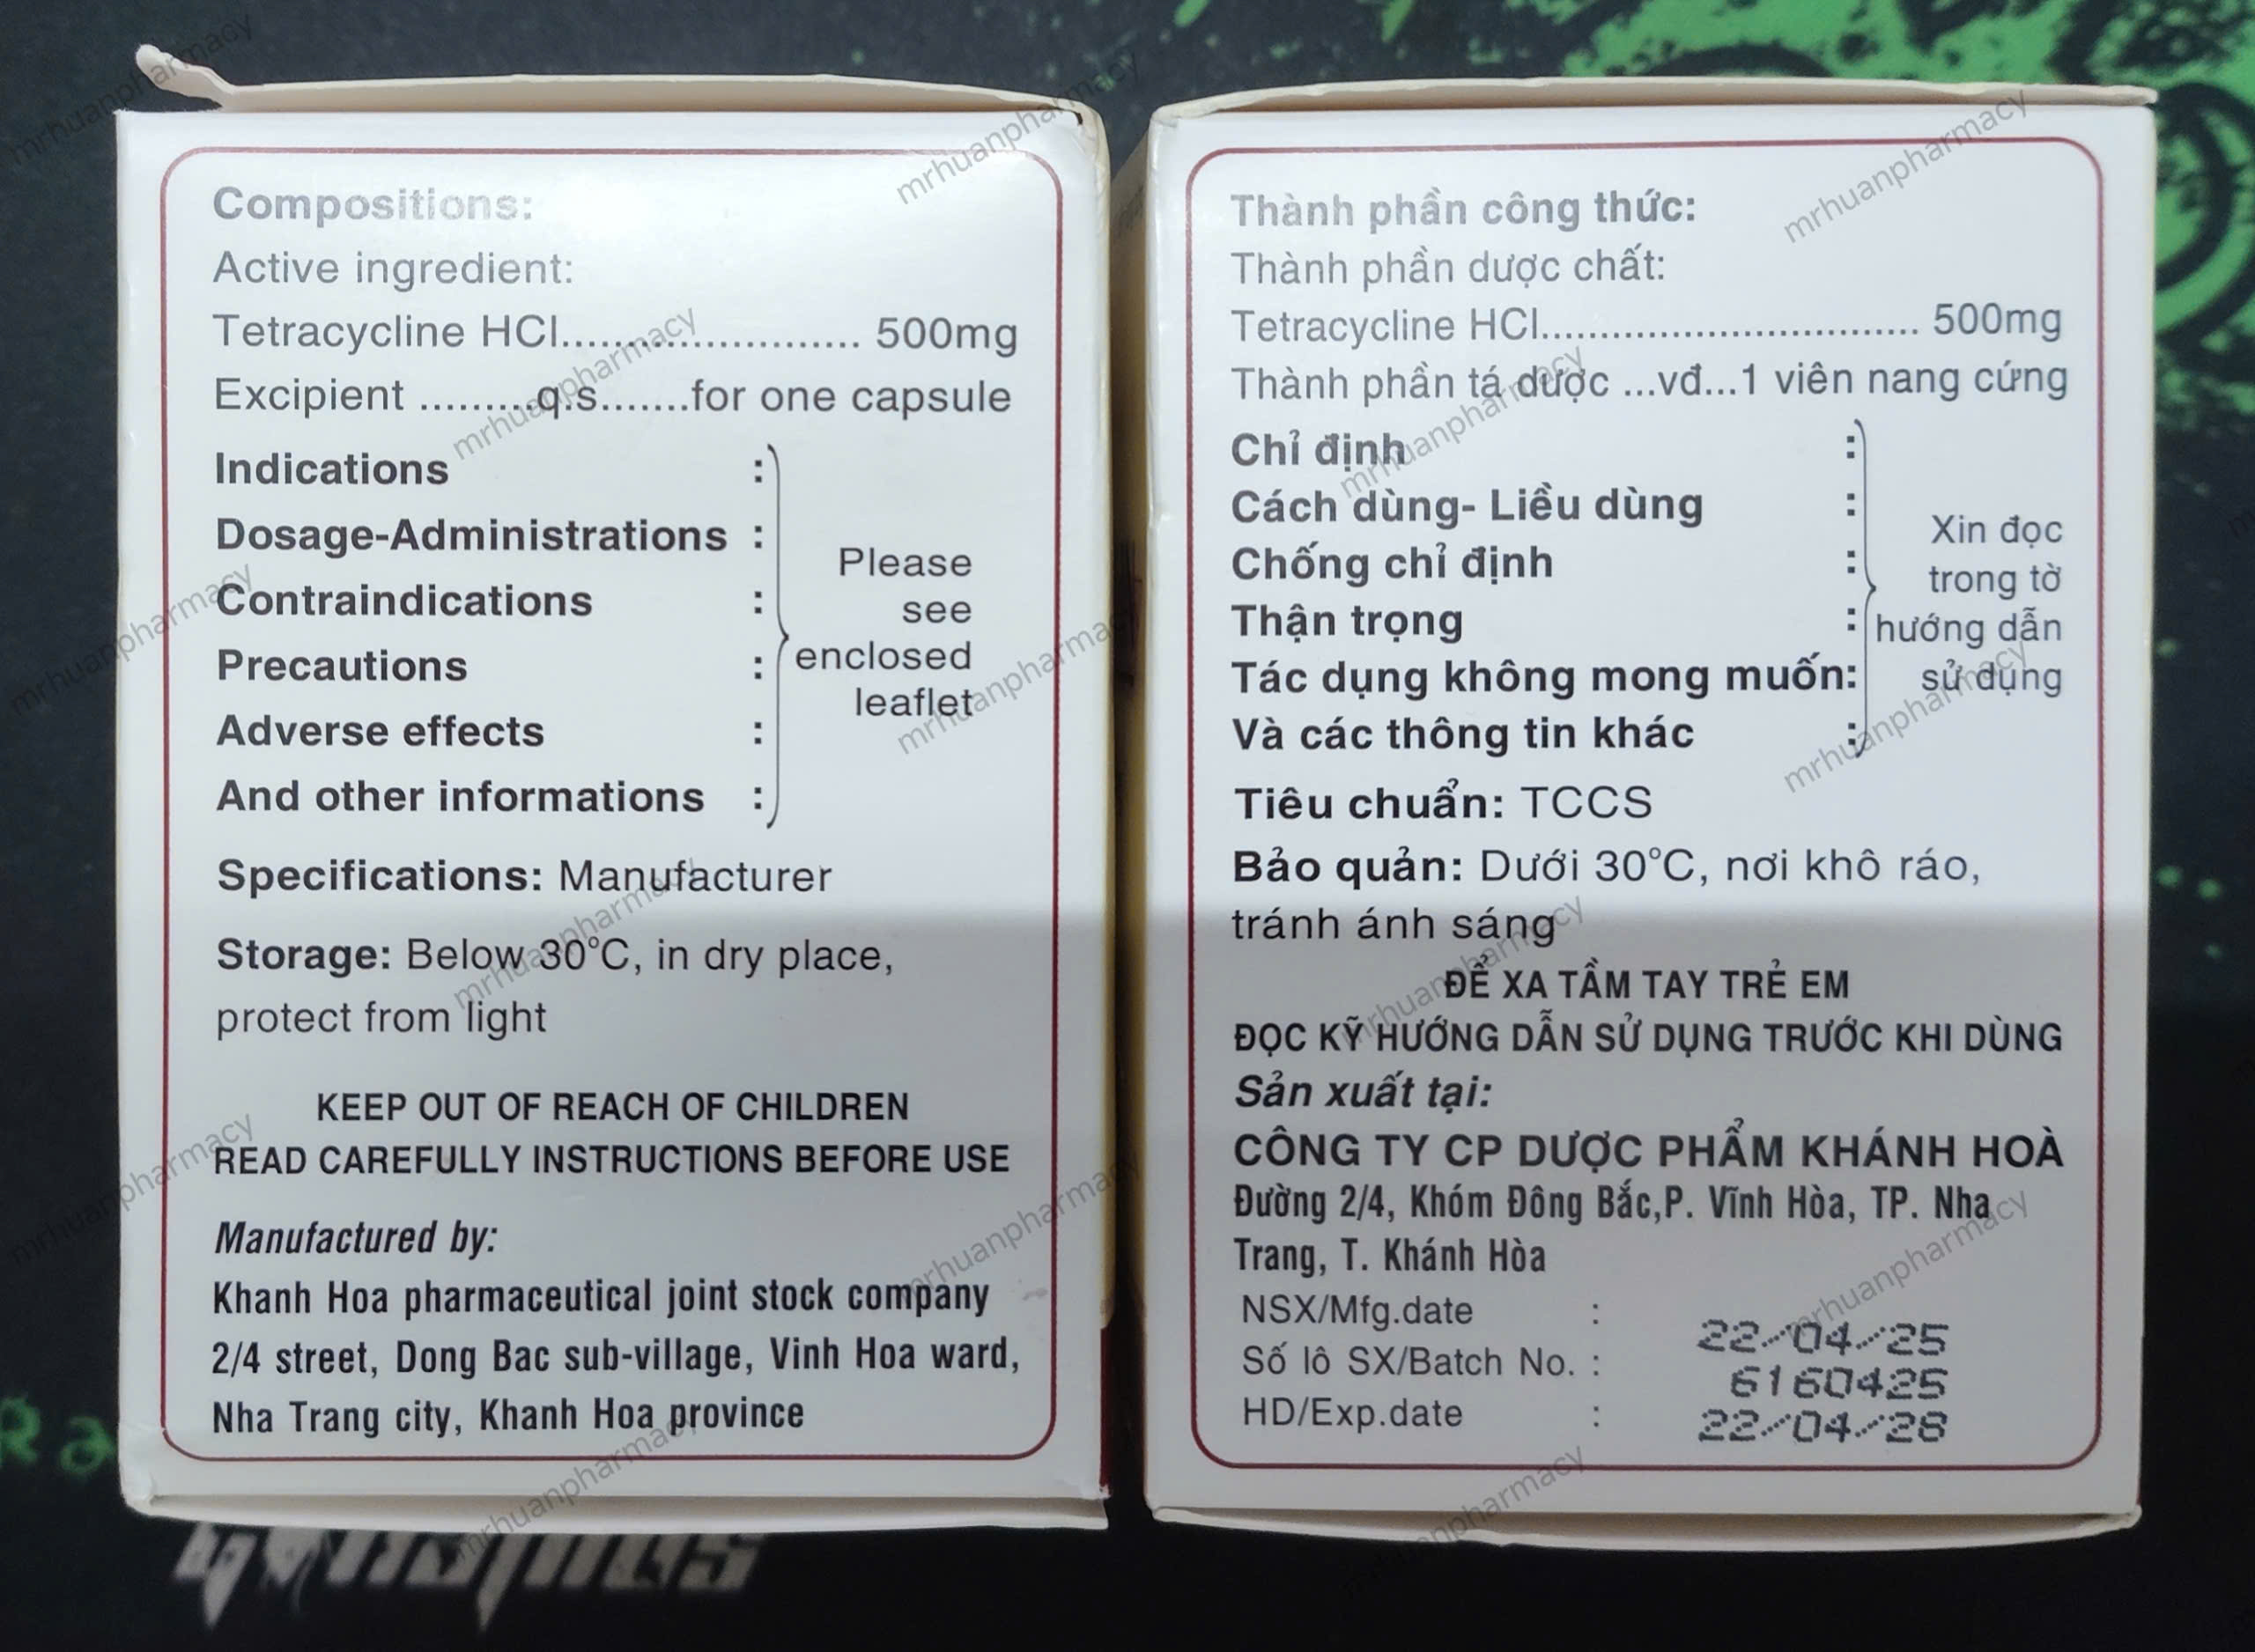 Compositions:
Active ingredient:
Tetracycline HCl............................ 500mg
Excipient .........q.s.......for one capsule
Indications :
Dosage-Administrations :
Contraindications :
Precautions :
Adverse effects :
And other informations :
Please
see
enclosed
leaflet
Specifications: Manufacturer
Storage: Below 30°C, in dry place,
protect from light
KEEP OUT OF REACH OF CHILDREN
READ CAREFULLY INSTRUCTIONS BEFORE USE
Manufactured by:
Khanh Hoa pharmaceutical joint stock company
2/4 street, Dong Bac sub-village, Vinh Hoa ward,
Nha Trang city, Khanh Hoa province
Thành phần công thức:
Thành phần dược chất:
Tetracycline HCl................................... 500mg
Thành phần tá dược ...vđ...1 viên nang cứng
Chỉ định :
Cách dùng- Liều dùng :
Chống chỉ định :
Thận trọng :
Tác dụng không mong muốn:
Và các thông tin khác :
Xin đọc
trong tờ
hướng dẫn
sử dụng
Tiêu chuẩn: TCCS
Bảo quản: Dưới 30°C, nơi khô ráo,
tránh ánh sáng
ĐỂ XA TẦM TAY TRẺ EM
ĐỌC KỸ HƯỚNG DẪN SỬ DỤNG TRƯỚC KHI DÙNG
Sản xuất tại:
CÔNG TY CP DƯỢC PHẨM KHÁNH HOÀ
Đường 2/4, Khóm Đông Bắc,P. Vĩnh Hòa, TP. Nha
Trang, T. Khánh Hòa
NSX/Mfg.date : 22/04/25
Số lô SX/Batch No. : 6160425
HD/Exp.date : 22/04/28
mrhuanpharmacy